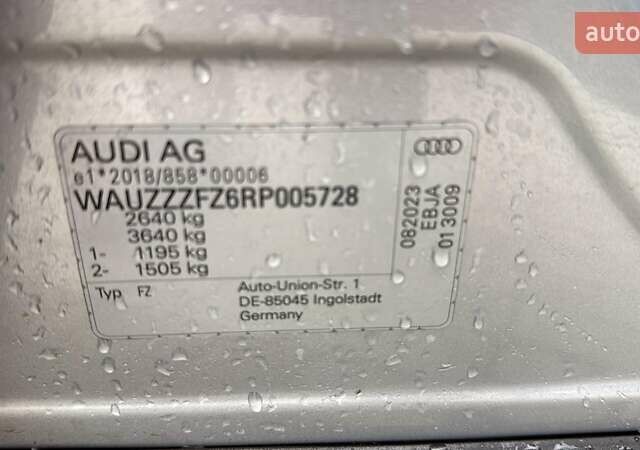 auto
AUDI AG
e1*2018/858*00006
WAUZZZFZ6RP005728
2640 kg
3640 kg
1- 1195 kg
2- 1505 kg
Typ FZ
Auto-Union-Str. 1
DE-85045 Ingolstadt
Germany
082023
EBJA
013009